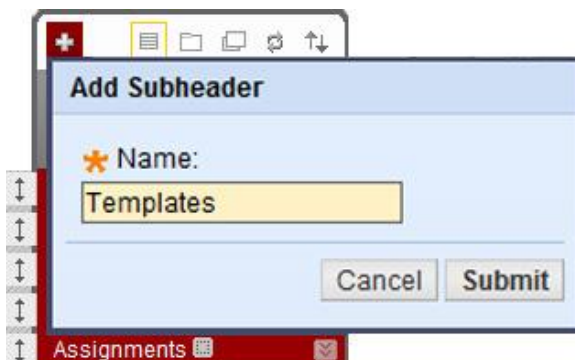 Add Subheader
Name:
Templates
Cancel Submit
Assignments